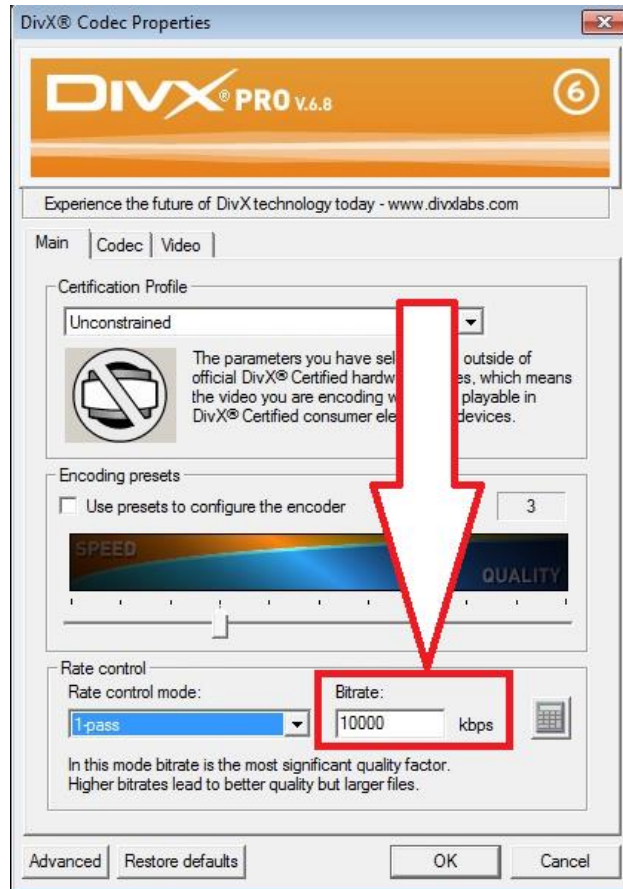 DivX® Codec Properties
DIVX® PRO V.6.8
6
Experience the future of DivX technology today - www.divxlabs.com
Main Codec Video
Certification Profile
Unconstrained
The parameters you have sel outside of
official DivX® Certified hardw es, which means
the video you are encoding w playable in
DivX® Certified consumer ele devices.
Encoding presets
Use presets to configure the encoder 3
SPEED
QUALITY
Rate control
Rate control mode: Bitrate:
1-pass 10000 kbps
In this mode bitrate is the most significant quality factor.
Higher bitrates lead to better quality but larger files.
Advanced Restore defaults OK Cancel